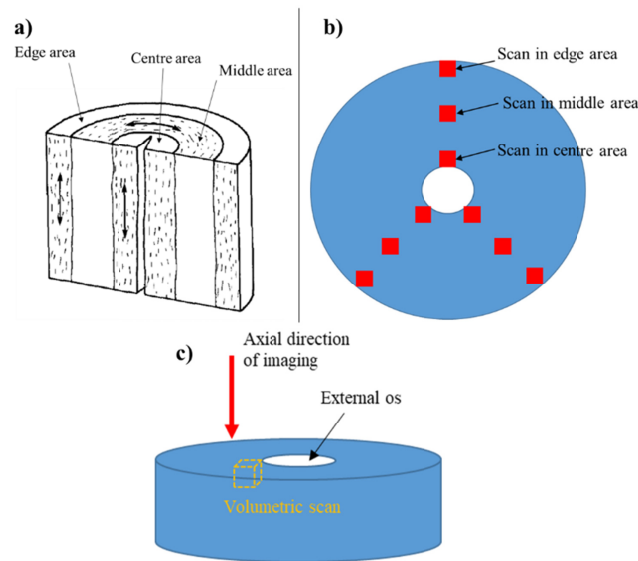 a)
Edge area
Centre area
Middle area
b)
Scan in edge area
Scan in middle area
Scan in centre area
c)
Axial direction
of imaging
External os
Volumetric scan